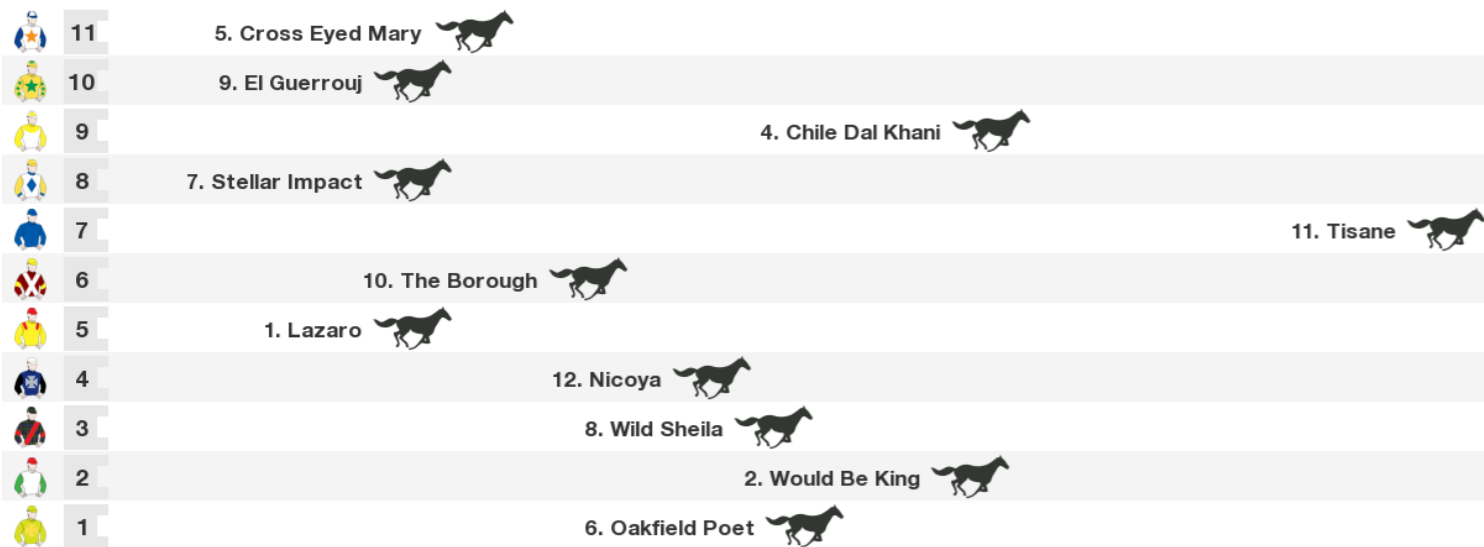 11 5. Cross Eyed Mary
10 9. El Guerrouj
9 4. Chile Dal Khani
8 7. Stellar Impact
7 11. Tisane
6 10. The Borough
5 1. Lazaro
4 12. Nicoya
3 8. Wild Sheila
2 2. Would Be King
1 6. Oakfield Poet